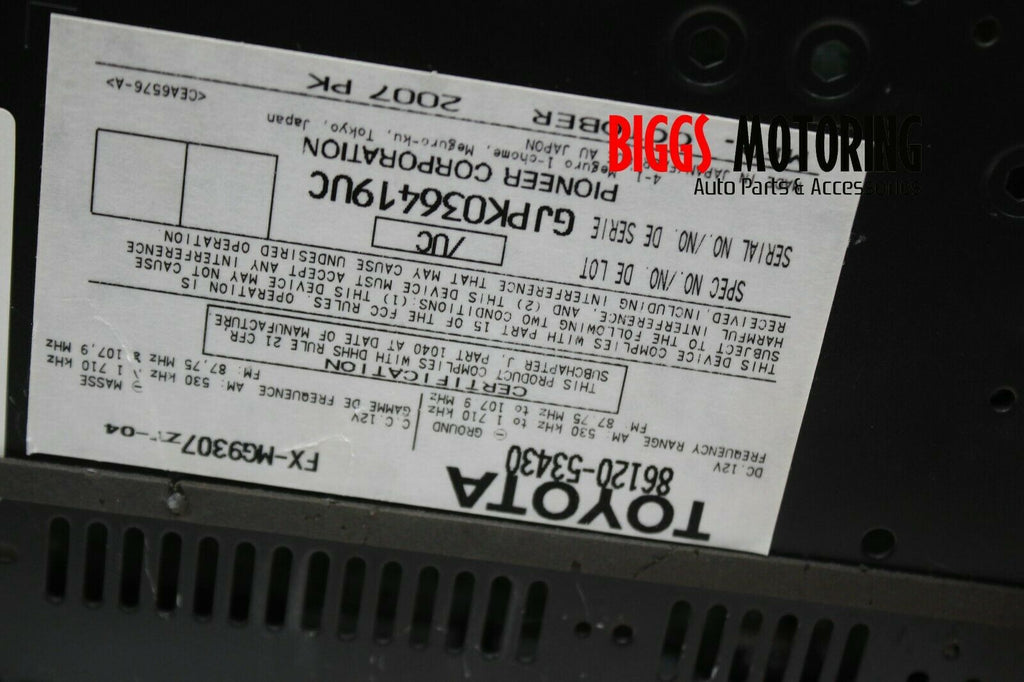 BIGGS MOTORING
Auto Parts & Accessories
TOYOTA
86120-53430
FX-MG9307
DC.12V
GROUND
FREQUENCY RANGE AM: 530 kHz to 1 710 kHz
FM: 87.75 MHz to 107.9 MHz
C.C.12V
MASSE
GAMME DE FREQUENCE AM: 530 kHz à 1 710 kHz
FM: 87,75 MHz à 107,9 MHz
CERTIFICATION
THIS PRODUCT COMPLIES WITH DHHS RULE 21 CFR,
SUBCHAPTER J, PART 1040 AT DATE OF MANUFACTURE.
THIS DEVICE COMPLIES WITH PART 15 OF THE FCC RULES. OPERATION IS
SUBJECT TO THE FOLLOWING TWO CONDITIONS: (1) THIS DEVICE MAY NOT CAUSE
HARMFUL INTERFERENCE, AND (2) THIS DEVICE MUST ACCEPT ANY INTERFERENCE
RECEIVED, INCLUDING INTERFERENCE THAT MAY CAUSE UNDESIRED OPERATION
SPEC NO./NO. DE LOT /UC
SERIAL NO./NO. DE SERIE GJPK036419UC
PIONEER CORPORATION
4-1, Meguro 1-chome, Meguro-ku, Tokyo, Japan
MADE IN JAPAN AU JAPON
2007 PK
<CEA6576-A>